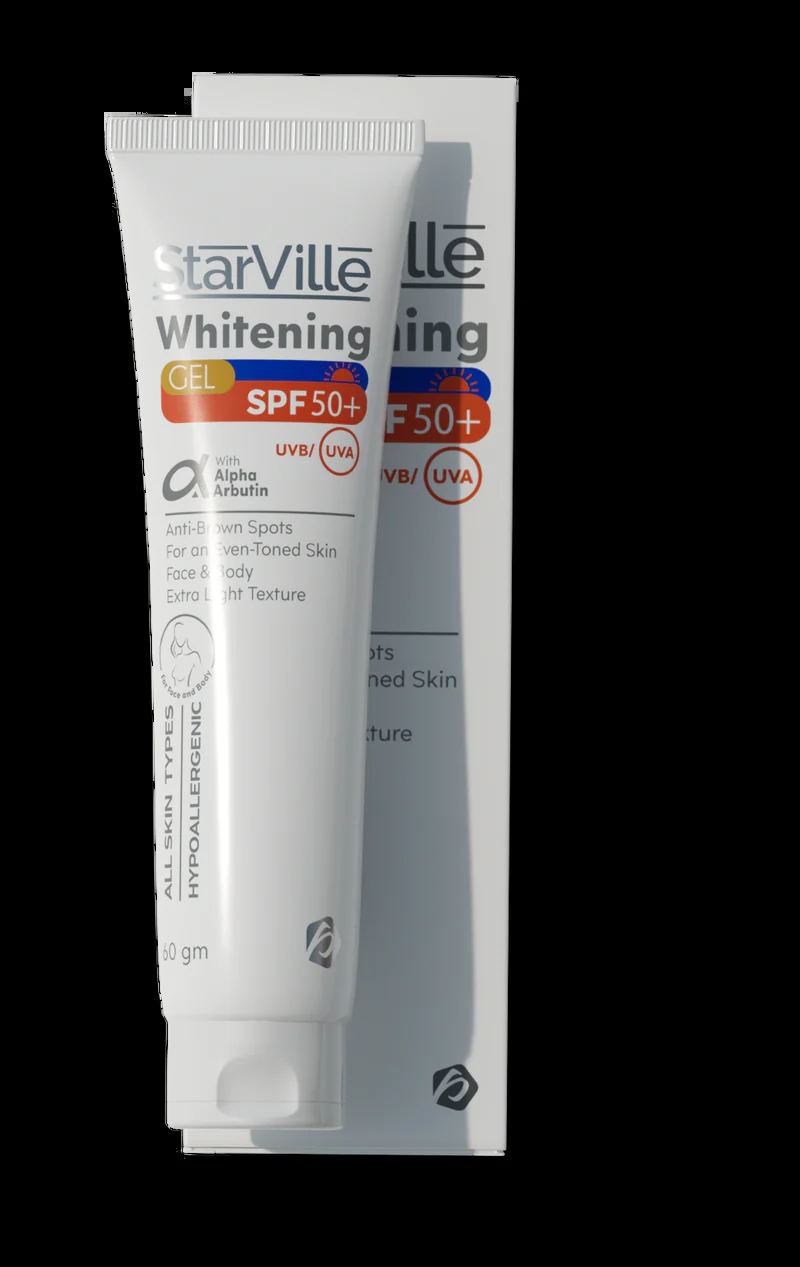 StarVille
Whitening
GEL
SPF 50+
UVB/ UVA
α With
Alpha
Arbutin
Anti-Brown Spots
For an Even-Toned Skin
Face & Body
Extra Light Texture
For Face and Body
ALL SKIN TYPES
HYPOALLERGENIC
60 gm
lle
ning
F 50+
UVB/ UVA
ots
ned Skin
xture